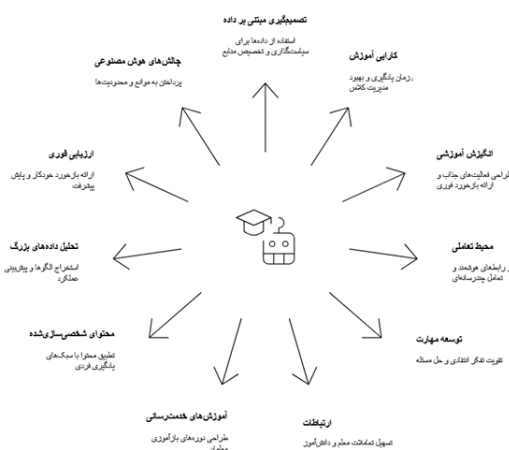 تصمیم‌گیری مبتنی بر داده
استفاده از داده‌ها برای
سیاست‌گذاری و تخصیص منابع
کارایی آموزش
زمان یادگیری و بهبود
مدیریت کلاس
انگیزش آموزشی
طراحی فعالیت‌های جذاب و
ارائه بازخورد فوری
محیط تعاملی
رابط‌های هوشمند و
تعامل چندرسانه‌ای
توسعه مهارت
تقویت تفکر انتقادی و حل مسئله
ارتباطات
تسهیل تعاملات معلم و دانش‌آموز
آموزش‌های خدمت‌رسانی
طراحی دوره‌های بازآموزی
معلمان
محتوای شخصی‌سازی‌شده
تطبیق محتوا با سبک‌های
یادگیری فردی
تحلیل داده‌های بزرگ
استخراج الگوها و پیش‌بینی
عملکرد
ارزیابی فوری
ارائه بازخورد خودکار و پایش
پیشرفت
چالش‌های هوش مصنوعی
پرداختن به موانع و محدودیت‌ها